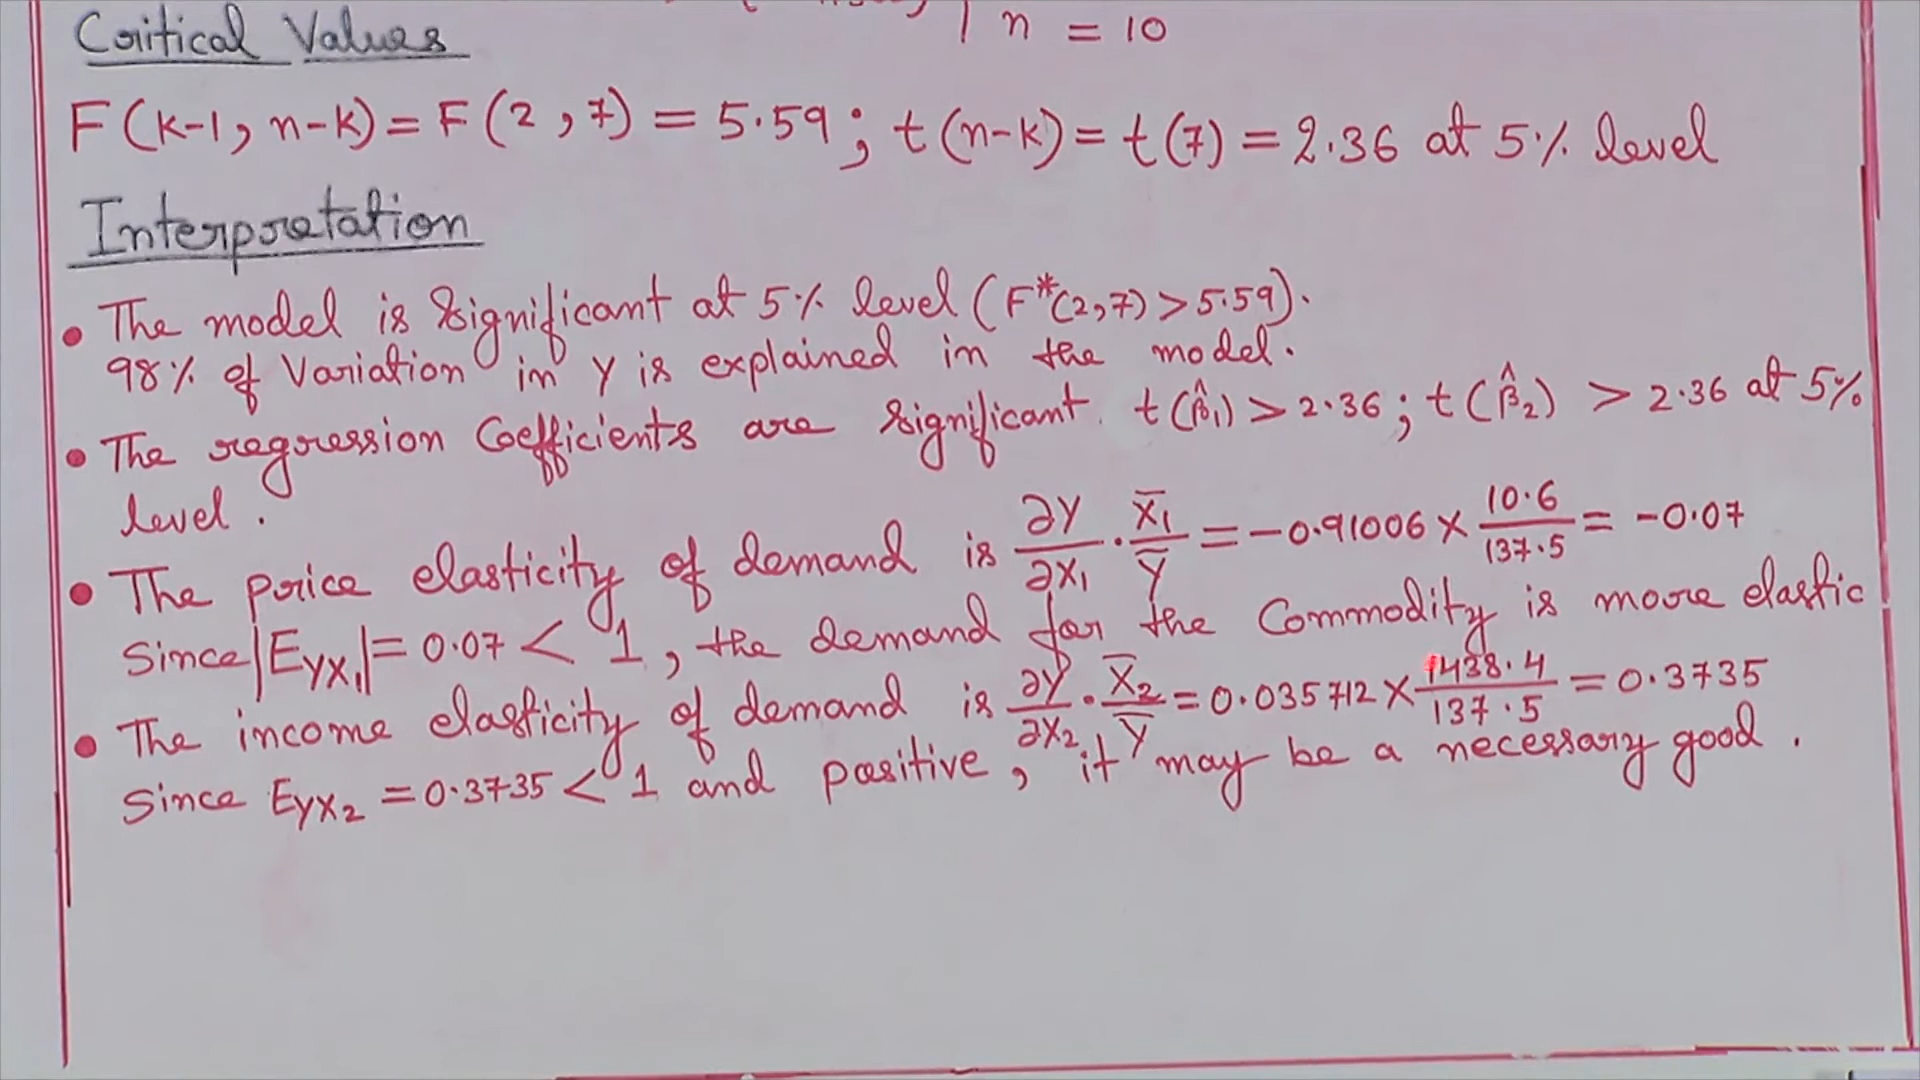 Critical Values
n = 10
F(K-1, n-K) = F(2, 7) = 5.59; t(n-K) = t(7) = 2.36 at 5% level
Interpretation
• The model is significant at 5% level (F*(2,7) > 5.59).
98% of Variation in Y is explained in the model.
• The regression Coefficients are significant. t(β̂1) > 2.36; t(β̂2) > 2.36 at 5%
level.
• The price elasticity of demand is ∂Y/∂X₁ · X̄₁/Ȳ = -0.91006 × 10.6/137.5 = -0.07
Since |EYX₁| = 0.07 < 1, the demand for the Commodity is more elastic
• The income elasticity of demand is ∂Y/∂X₂ · X̄₂/Ȳ = 0.035712 × 1438.4/137.5 = 0.3735
Since EYX₂ = 0.3735 < 1 and positive, it may be a necessary good.